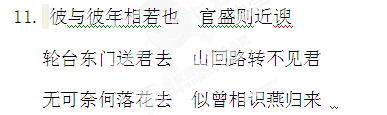 11. 彼与彼年相若也　官盛则近谀
轮台东门送君去　山回路转不见君
无可奈何落花去　似曾相识燕归来